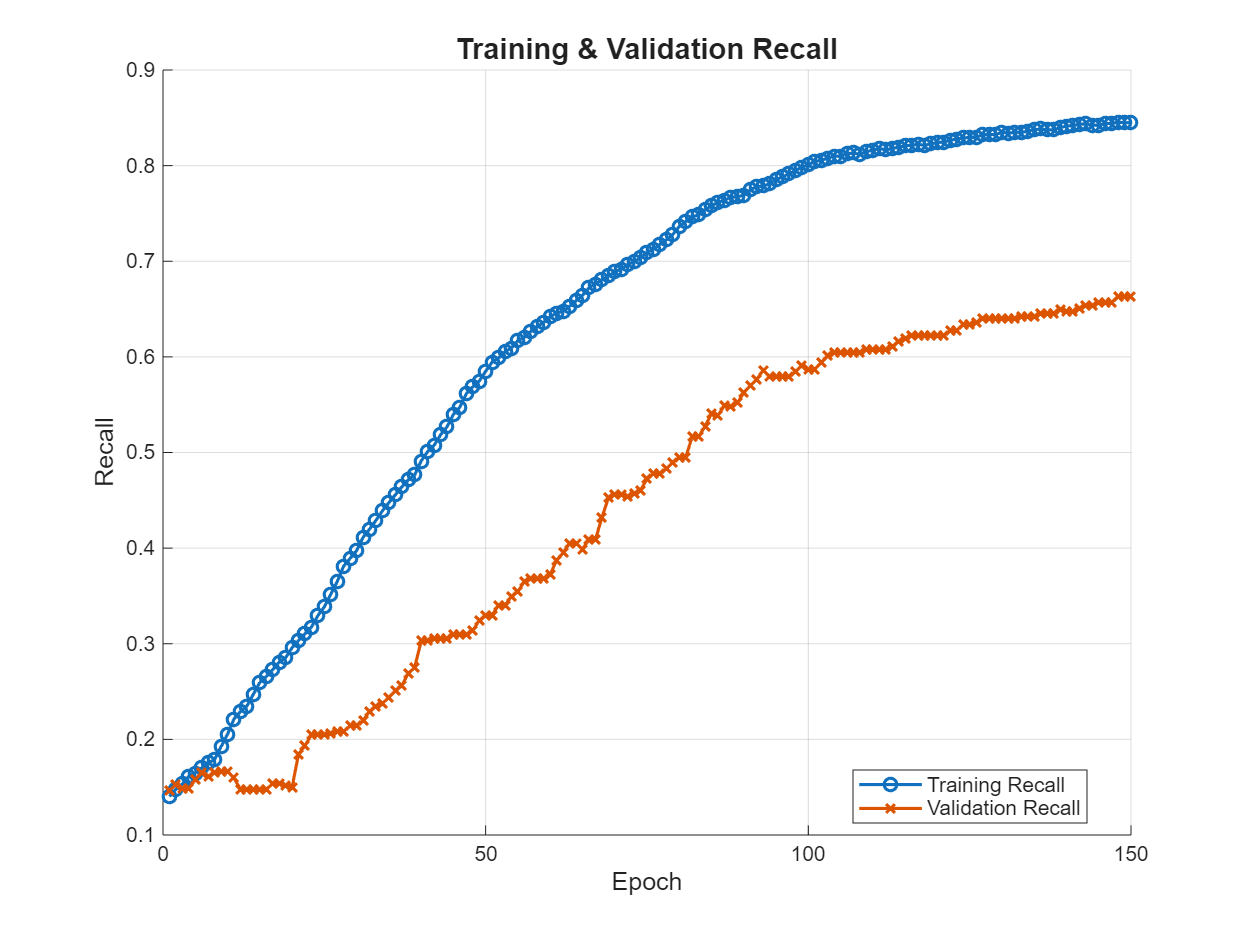 Training & Validation Recall
0.9
0.8
0.7
0.6
0.5
0.4
0.3
0.2
0.1
Recall
0
50
100
150
Epoch
Training Recall
Validation Recall